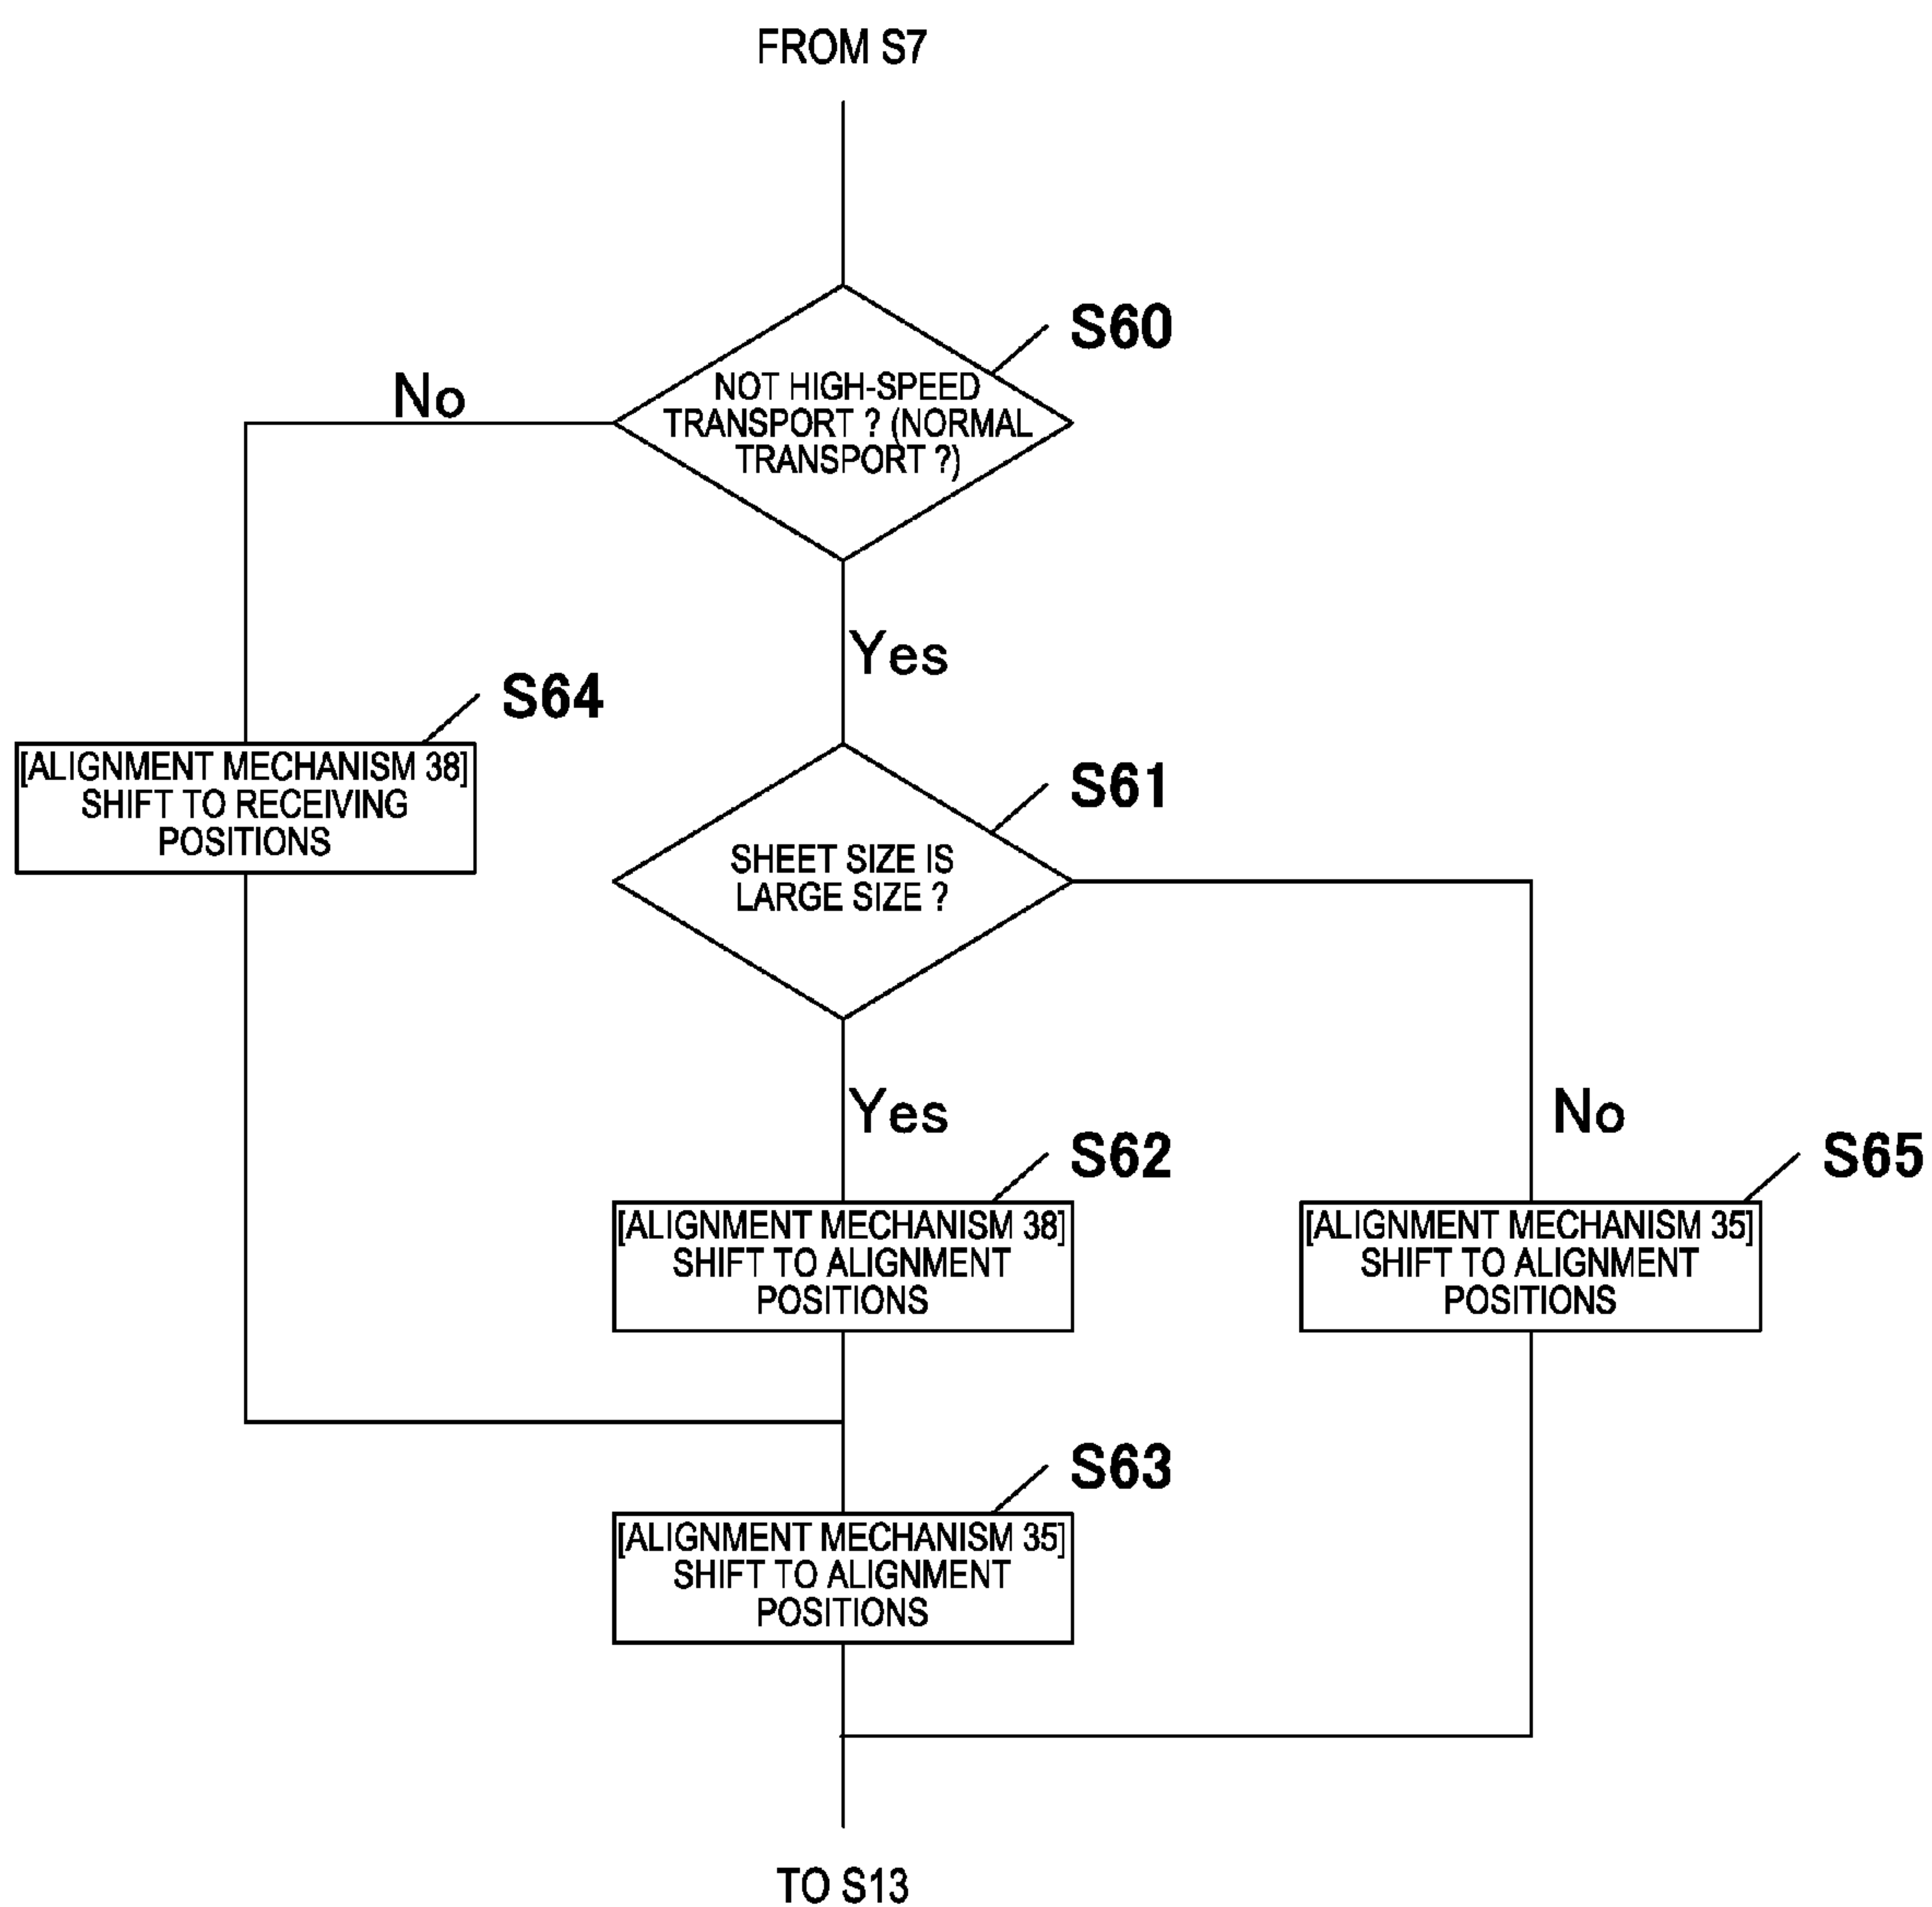 FROM S7
S60
NOT HIGH-SPEED
TRANSPORT ? (NORMAL
TRANSPORT ?)
No
Yes
S64
[ALIGNMENT MECHANISM 38]
SHIFT TO RECEIVING
POSITIONS
S61
SHEET SIZE IS
LARGE SIZE ?
Yes
No
S62
[ALIGNMENT MECHANISM 38]
SHIFT TO ALIGNMENT
POSITIONS
S65
[ALIGNMENT MECHANISM 35]
SHIFT TO ALIGNMENT
POSITIONS
S63
[ALIGNMENT MECHANISM 35]
SHIFT TO ALIGNMENT
POSITIONS
TO S13